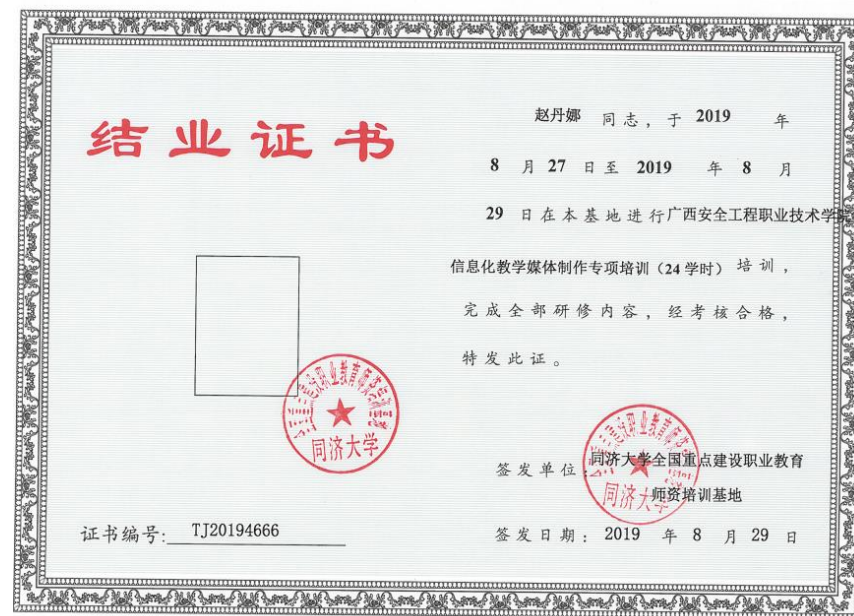 结业证书
赵丹娜 同志，于 2019 年
8 月 27 日至 2019 年 8 月
29 日在本基地进行广西安全工程职业技术学院
信息化教学媒体制作专项培训（24 学时） 培训，
完成全部研修内容，经考核合格，
特发此证。
同济大学
签发单位：同济大学全国重点建设职业教育
师资培训基地
同济大学
证书编号: TJ20194666
签发日期：2019 年 8 月 29 日